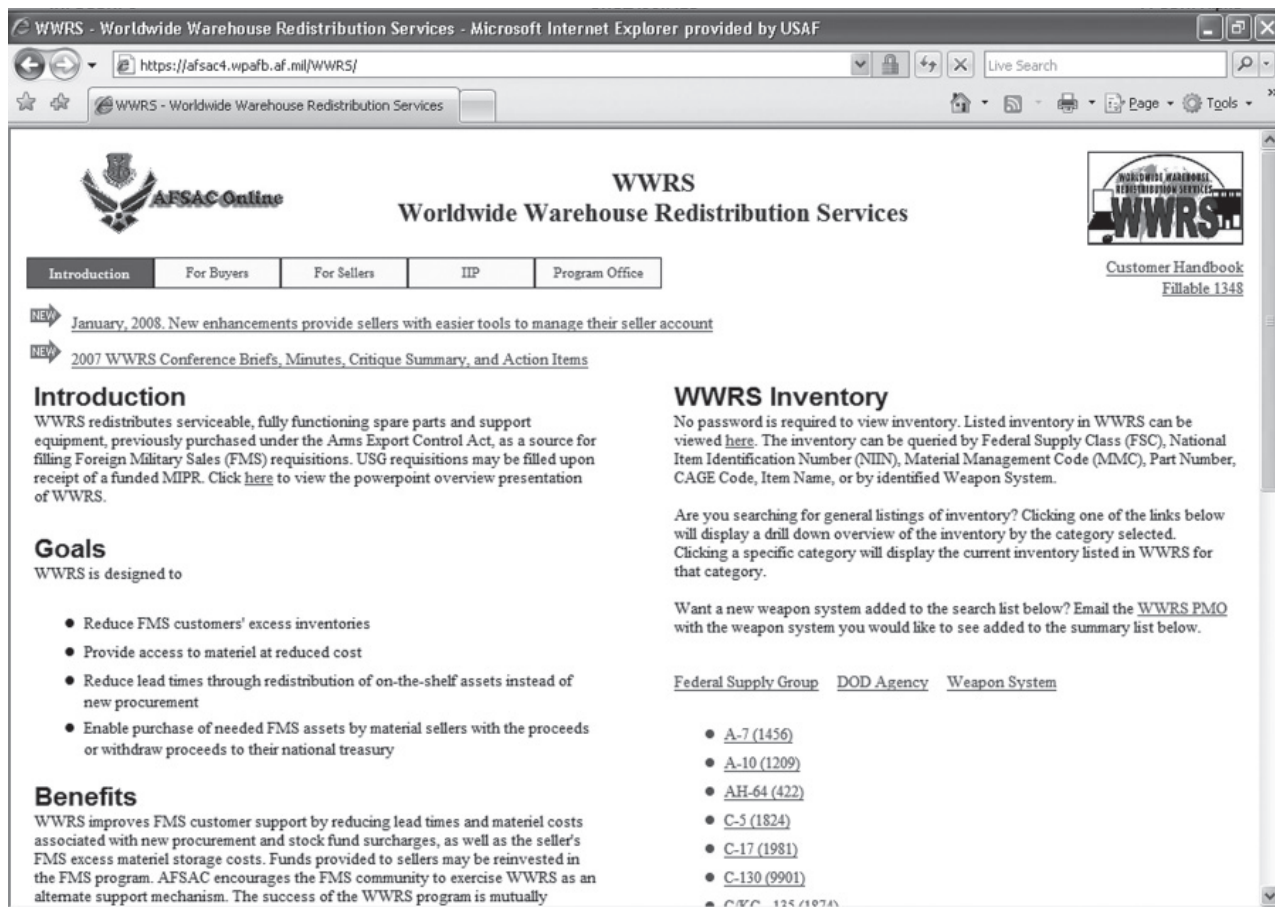 WWRS - Worldwide Warehouse Redistribution Services - Microsoft Internet Explorer provided by USAF
https://afsac4.wpafb.af.mil/WWRS/
Live Search
WWRS - Worldwide Warehouse Redistribution Services
Page
Tools
AFSAC Online
WWRS
Worldwide Warehouse Redistribution Services
WORLDWIDE WAREHOUSE
REDISTRIBUTION SERVICES
WWRS
Introduction For Buyers For Sellers IIP Program Office
Customer Handbook
Fillable 1348
NEW January, 2008. New enhancements provide sellers with easier tools to manage their seller account
NEW 2007 WWRS Conference Briefs, Minutes, Critique Summary, and Action Items
Introduction
WWRS redistributes serviceable, fully functioning spare parts and support
equipment, previously purchased under the Arms Export Control Act, as a source for
filling Foreign Military Sales (FMS) requisitions. USG requisitions may be filled upon
receipt of a funded MIPR. Click here to view the powerpoint overview presentation
of WWRS.
Goals
WWRS is designed to
● Reduce FMS customers' excess inventories
● Provide access to materiel at reduced cost
● Reduce lead times through redistribution of on-the-shelf assets instead of
new procurement
● Enable purchase of needed FMS assets by material sellers with the proceeds
or withdraw proceeds to their national treasury
Benefits
WWRS improves FMS customer support by reducing lead times and materiel costs
associated with new procurement and stock fund surcharges, as well as the seller's
FMS excess materiel storage costs. Funds provided to sellers may be reinvested in
the FMS program. AFSAC encourages the FMS community to exercise WWRS as an
alternate support mechanism. The success of the WWRS program is mutually
WWRS Inventory
No password is required to view inventory. Listed inventory in WWRS can be
viewed here. The inventory can be queried by Federal Supply Class (FSC), National
Item Identification Number (NIIN), Material Management Code (MMC), Part Number,
CAGE Code, Item Name, or by identified Weapon System.
Are you searching for general listings of inventory? Clicking one of the links below
will display a drill down overview of the inventory by the category selected.
Clicking a specific category will display the current inventory listed in WWRS for
that category.
Want a new weapon system added to the search list below? Email the WWRS PMO
with the weapon system you would like to see added to the summary list below.
Federal Supply Group DOD Agency Weapon System
● A-7 (1456)
● A-10 (1209)
● AH-64 (422)
● C-5 (1824)
● C-17 (1981)
● C-130 (9901)
● C/KC -135 (1874)